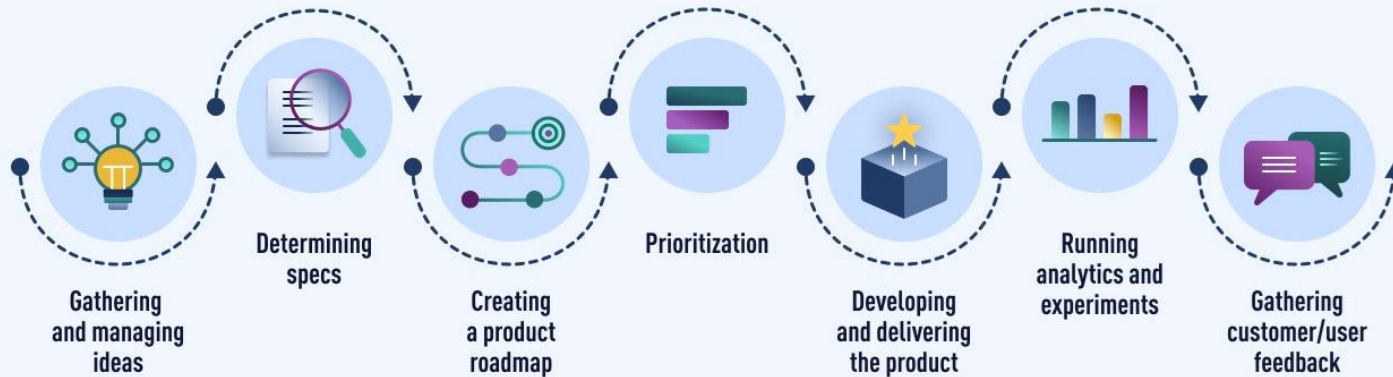 Gathering
and managing
ideas
Determining
specs
Creating
a product
roadmap
Prioritization
Developing
and delivering
the product
Running
analytics and
experiments
Gathering
customer/user
feedback